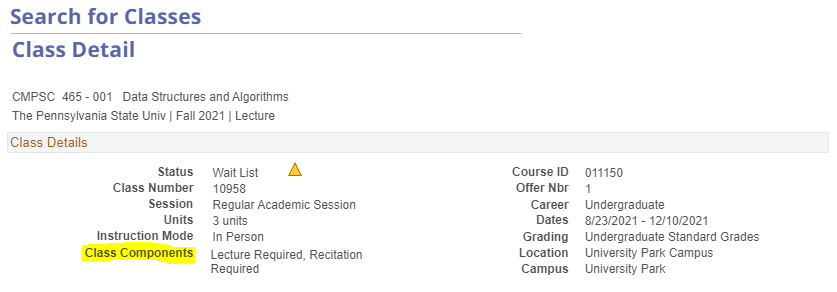 Search for Classes
Class Detail
CMPSC 465 - 001 Data Structures and Algorithms
The Pennsylvania State Univ | Fall 2021 | Lecture
Class Details
Status Wait List
Class Number 10958
Session Regular Academic Session
Units 3 units
Instruction Mode In Person
Class Components Lecture Required, Recitation
Required
Course ID 011150
Offer Nbr 1
Career Undergraduate
Dates 8/23/2021 - 12/10/2021
Grading Undergraduate Standard Grades
Location University Park Campus
Campus University Park